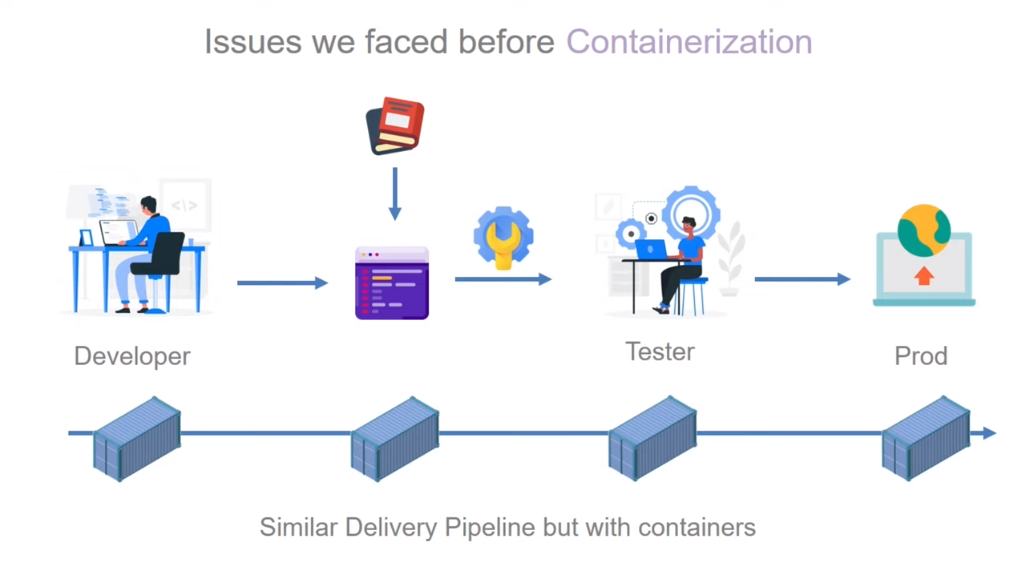 Issues we faced before Containerization
</>
Developer
Tester
Prod
Similar Delivery Pipeline but with containers